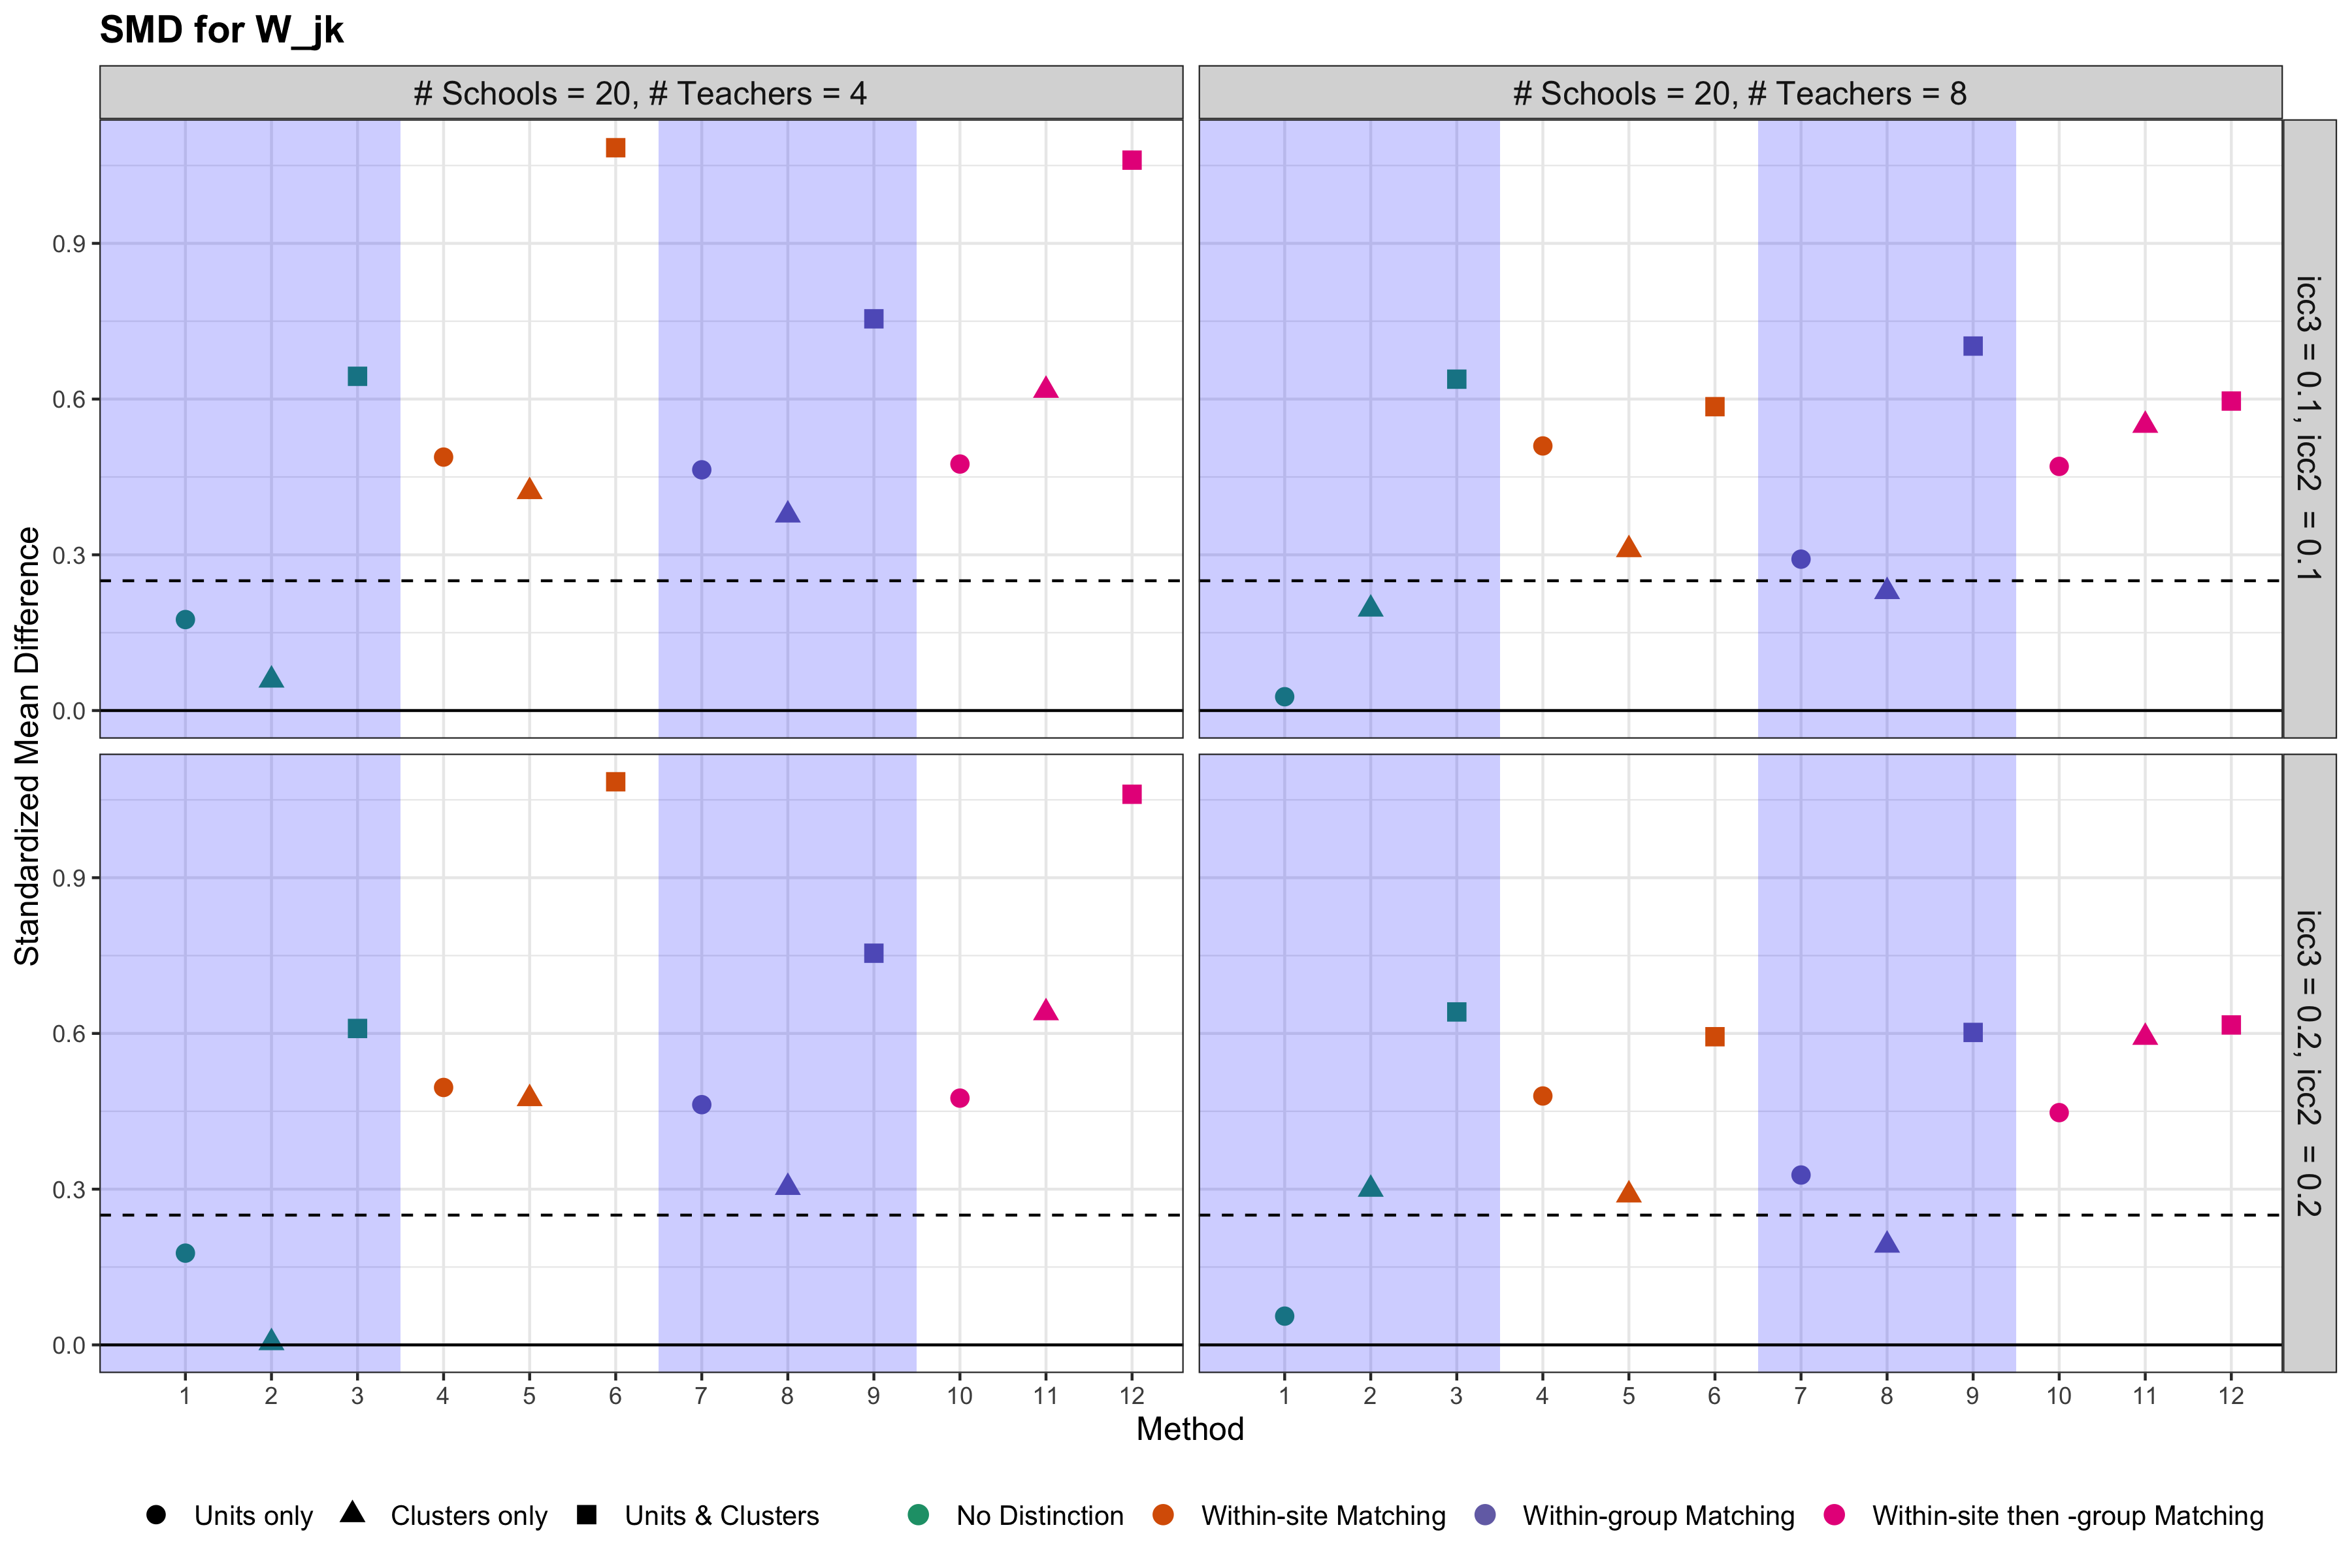 SMD for W_jk
# Schools = 20, # Teachers = 4
# Schools = 20, # Teachers = 8
Standardized Mean Difference
0.9
0.6
0.3
0.0
icc3 = 0.1, icc2 = 0.1
0.9
0.6
0.3
0.0
icc3 = 0.2, icc2 = 0.2
1 2 3 4 5 6 7 8 9 10 11 12
1 2 3 4 5 6 7 8 9 10 11 12
Method
Units only Clusters only Units & Clusters No Distinction Within-site Matching Within-group Matching Within-site then -group Matching